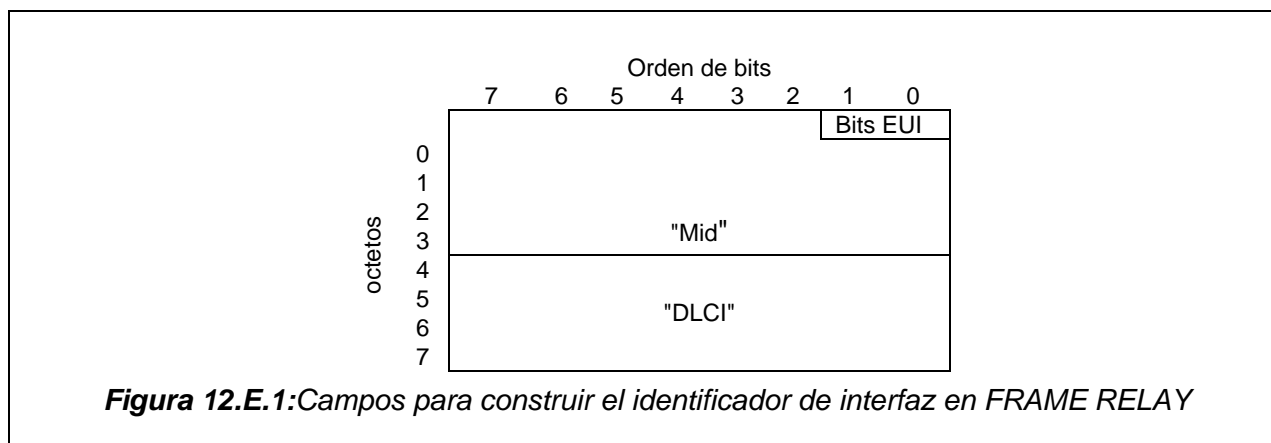 Orden de bits
7 6 5 4 3 2 1 0
Bits EUI
0
1
2
3
"Mid"
octetos
4
5
6
7
"DLCI"
Figura 12.E.1:Campos para construir el identificador de interfaz en FRAME RELAY